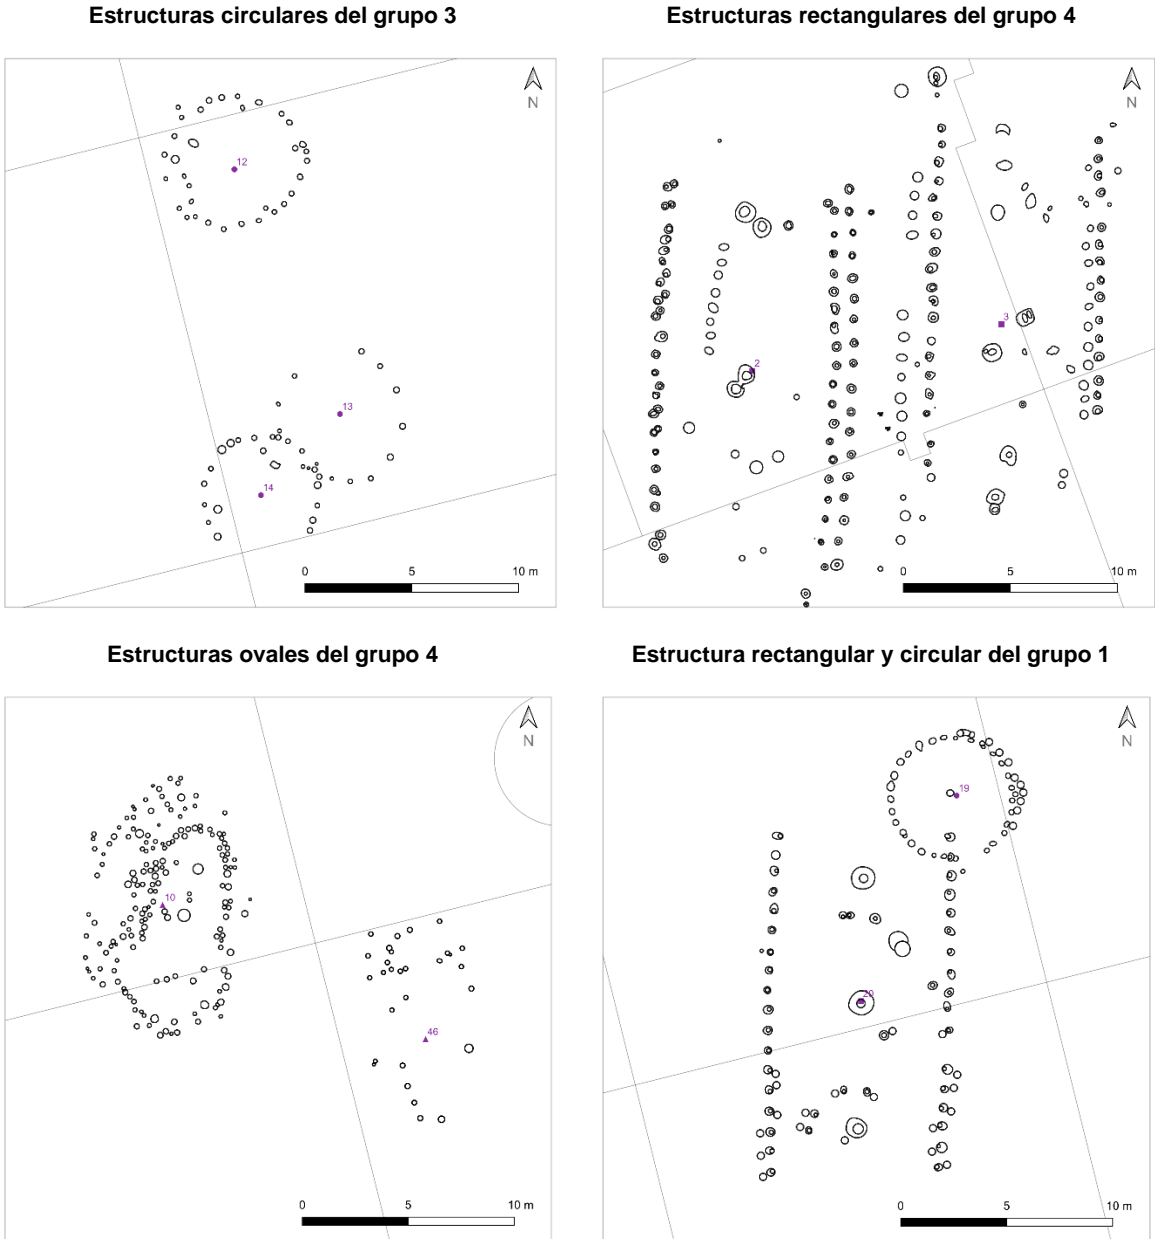 Estructuras circulares del grupo 3
N
12
13
14
0 5 10 m
Estructuras rectangulares del grupo 4
N
3
2
0 5 10 m
Estructuras ovales del grupo 4
N
10
46
0 5 10 m
Estructura rectangular y circular del grupo 1
N
19
20
0 5 10 m